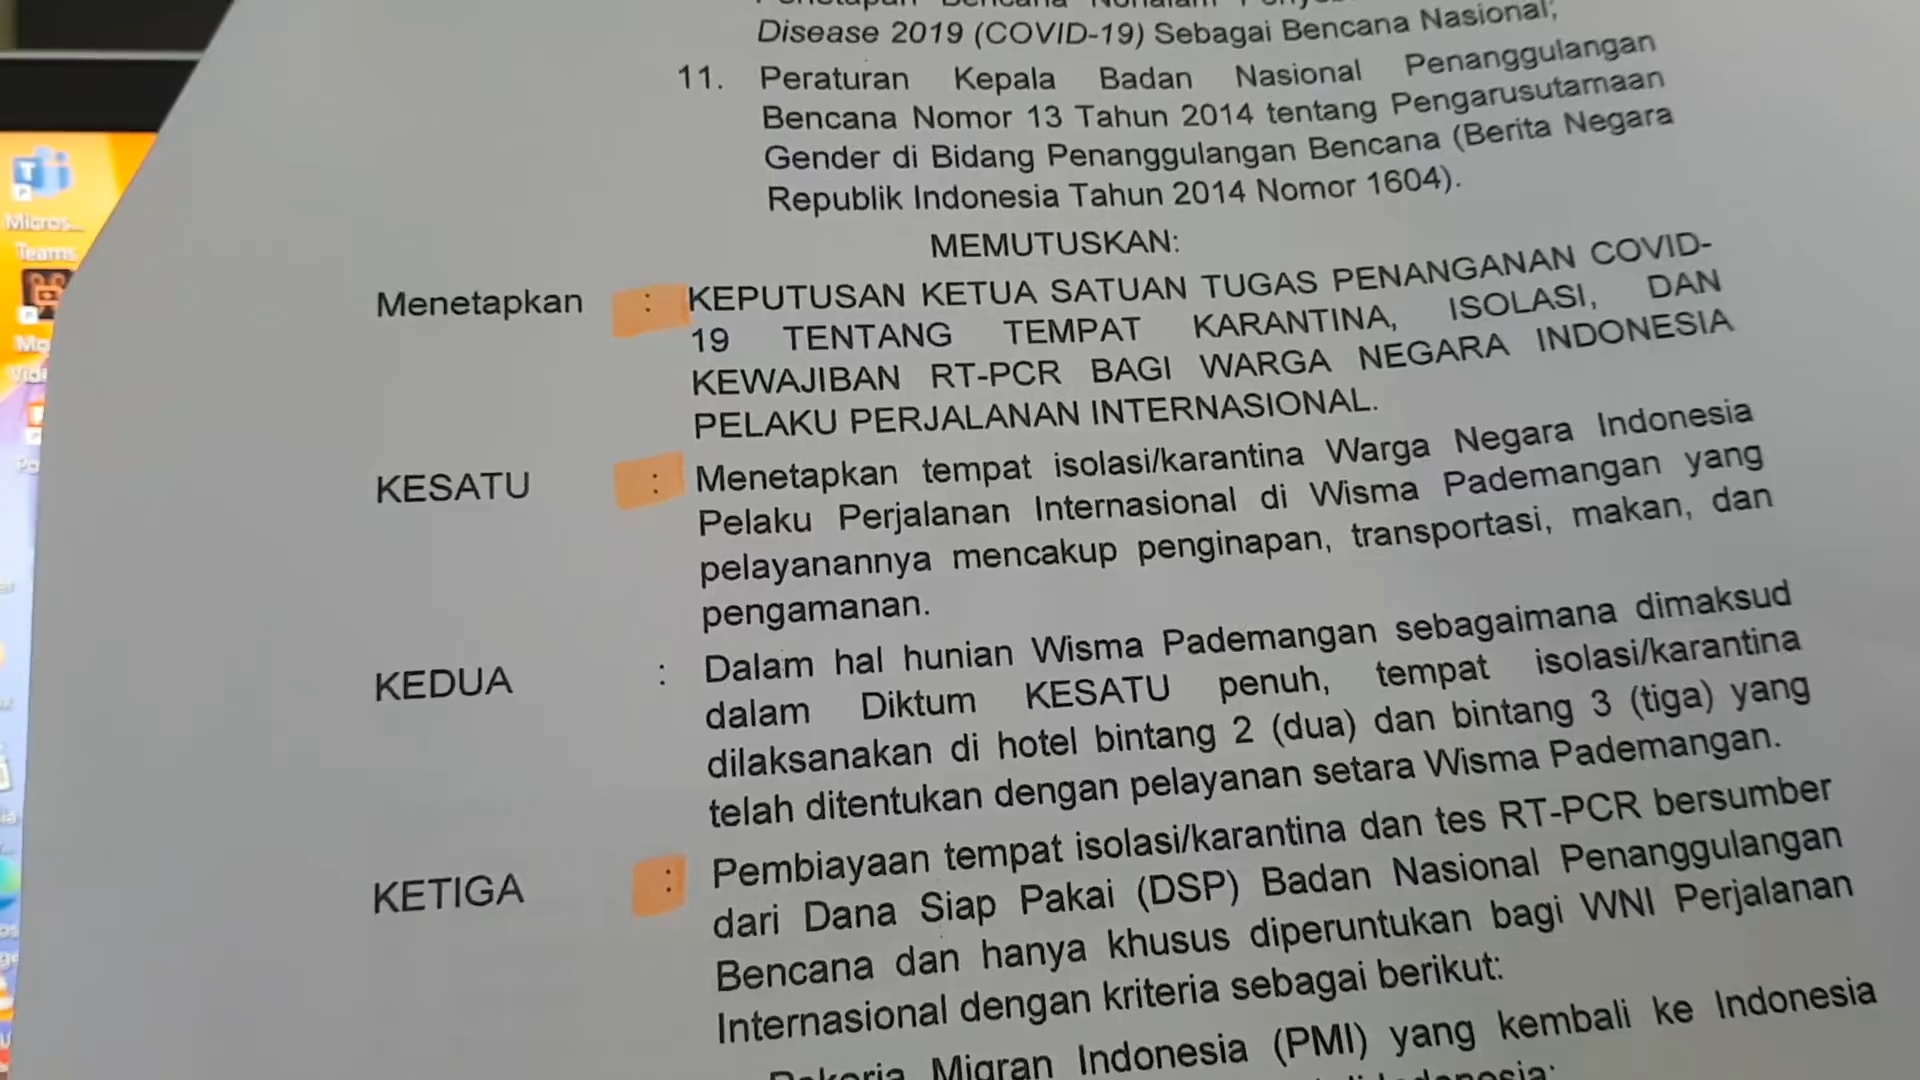 Disease 2019 (COVID-19) Sebagai Bencana Nasional;
11. Peraturan Kepala Badan Nasional Penanggulangan
Bencana Nomor 13 Tahun 2014 tentang Pengarusutamaan
Gender di Bidang Penanggulangan Bencana (Berita Negara
Republik Indonesia Tahun 2014 Nomor 1604).
MEMUTUSKAN:
Menetapkan : KEPUTUSAN KETUA SATUAN TUGAS PENANGANAN COVID-
19 TENTANG TEMPAT KARANTINA, ISOLASI, DAN
KEWAJIBAN RT-PCR BAGI WARGA NEGARA INDONESIA
PELAKU PERJALANAN INTERNASIONAL.
KESATU : Menetapkan tempat isolasi/karantina Warga Negara Indonesia
Pelaku Perjalanan Internasional di Wisma Pademangan yang
pelayanannya mencakup penginapan, transportasi, makan, dan
pengamanan.
KEDUA : Dalam hal hunian Wisma Pademangan sebagaimana dimaksud
dalam Diktum KESATU penuh, tempat isolasi/karantina
dilaksanakan di hotel bintang 2 (dua) dan bintang 3 (tiga) yang
telah ditentukan dengan pelayanan setara Wisma Pademangan.
KETIGA : Pembiayaan tempat isolasi/karantina dan tes RT-PCR bersumber
dari Dana Siap Pakai (DSP) Badan Nasional Penanggulangan
Bencana dan hanya khusus diperuntukan bagi WNI Perjalanan
Internasional dengan kriteria sebagai berikut:
Migran Indonesia (PMI) yang kembali ke Indonesia
Micros...
Teams